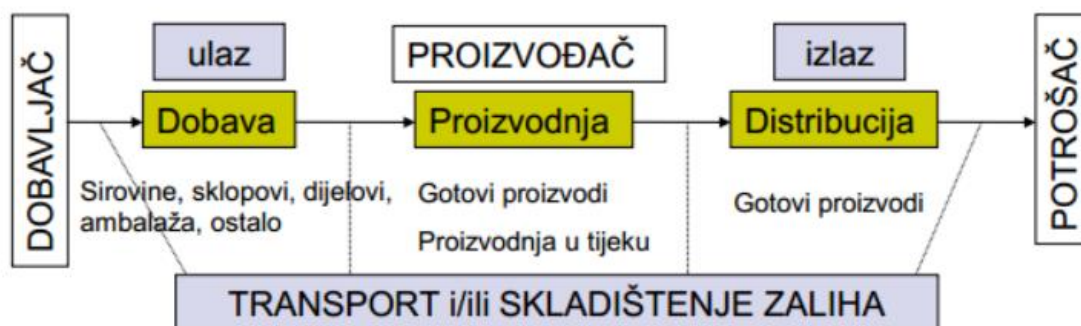 DOBAVLJAČ
ulaz
PROIZVOĐAČ
izlaz
Dobava
Proizvodnja
Distribucija
Sirovine, sklopovi, dijelovi,
ambalaža, ostalo
Gotovi proizvodi
Proizvodnja u tijeku
Gotovi proizvodi
POTROŠAČ
TRANSPORT i/ili SKLADIŠTENJE ZALIHA